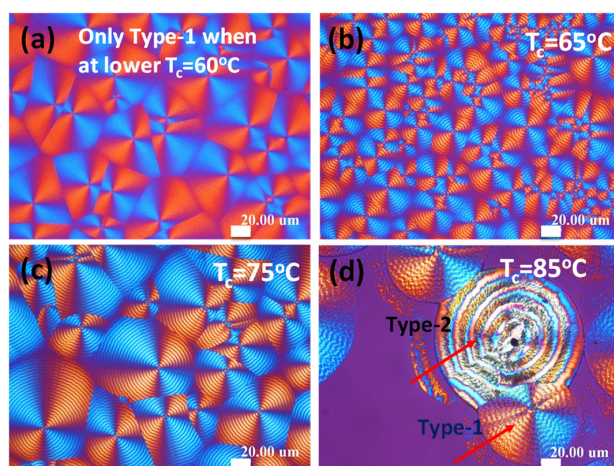 (a)
Only Type-1 when
at lower Tc=60°C
20.00 um
(b)
Tc=65°C
20.00 um
(c)
Tc=75°C
20.00 um
(d)
Tc=85°C
Type-2
Type-1
20.00 um